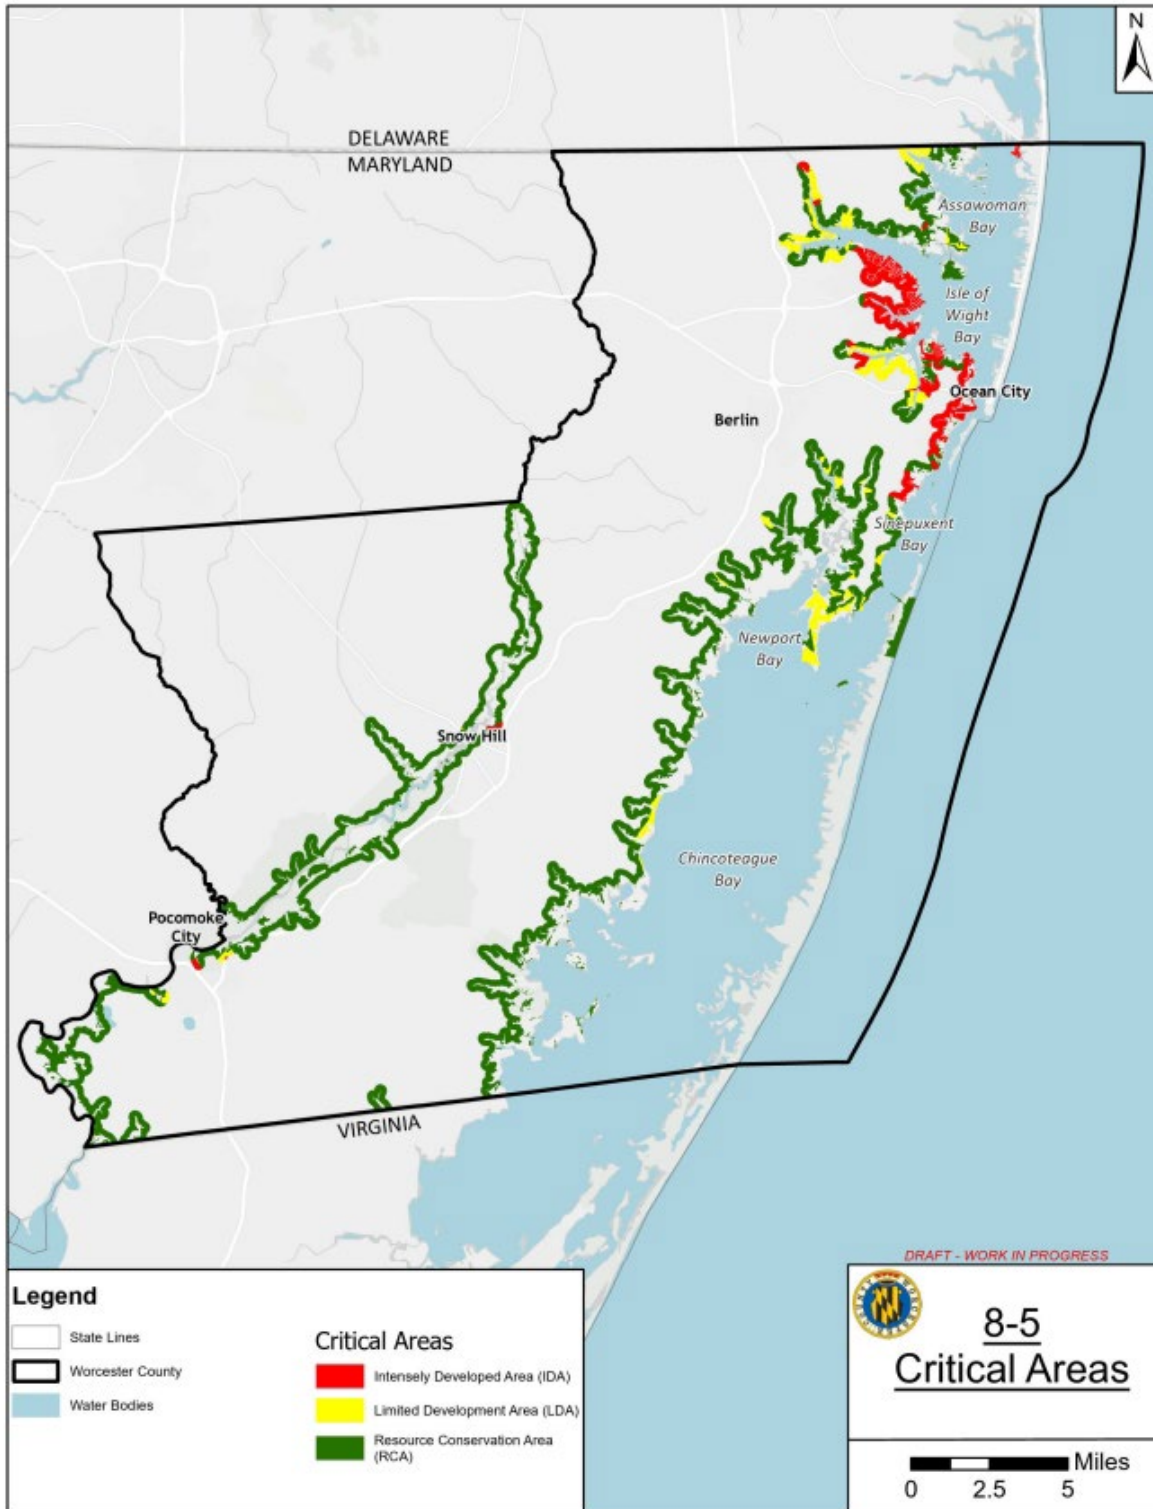 N
DELAWARE
MARYLAND
Assawoman
Bay
Isle of
Wight
Bay
Ocean City
Berlin
Sinepuxent
Bay
Newport
Bay
Snow Hill
Chincoteague
Bay
Pocomoke
City
VIRGINIA
DRAFT - WORK IN PROGRESS
Legend
State Lines
Worcester County
Water Bodies
Critical Areas
Intensely Developed Area (IDA)
Limited Development Area (LDA)
Resource Conservation Area
(RCA)
8-5
Critical Areas
Miles
0 2.5 5